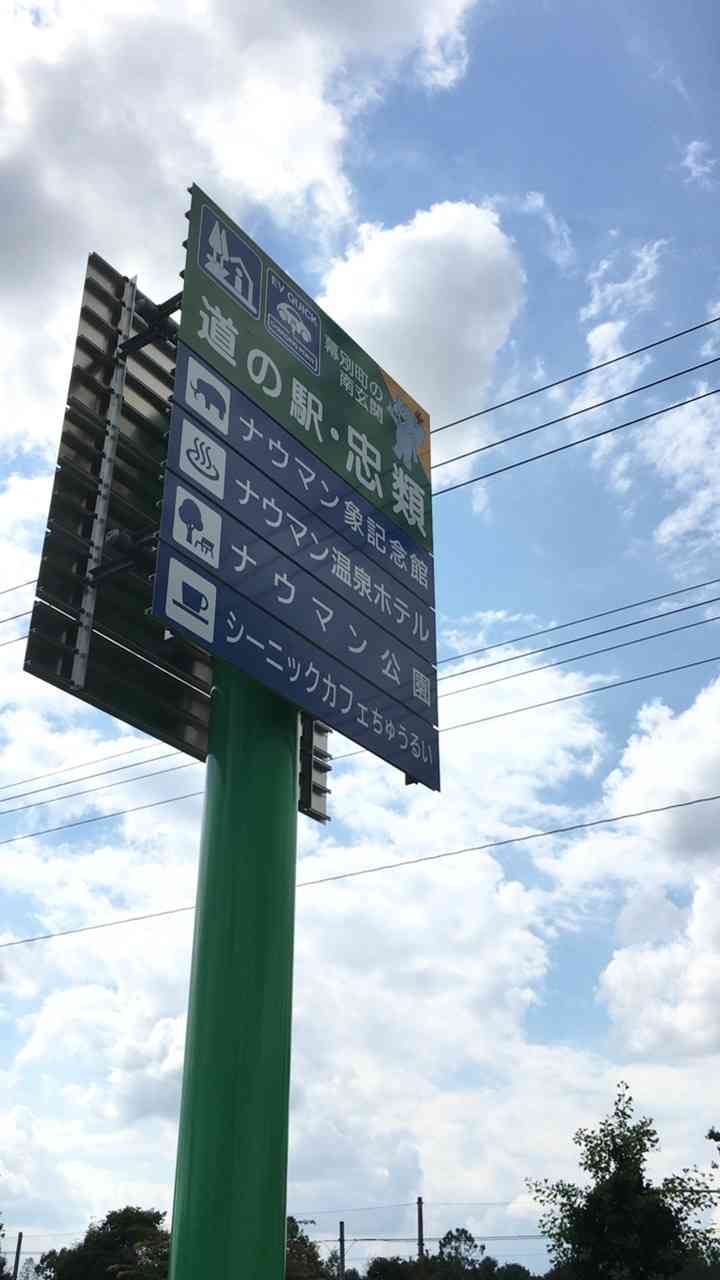 EV QUICK
幕別町の
南玄関
道の駅・忠類
ナウマン象記念館
ナウマン温泉ホテル
ナウマン公園
シーニックカフェちゅうるい